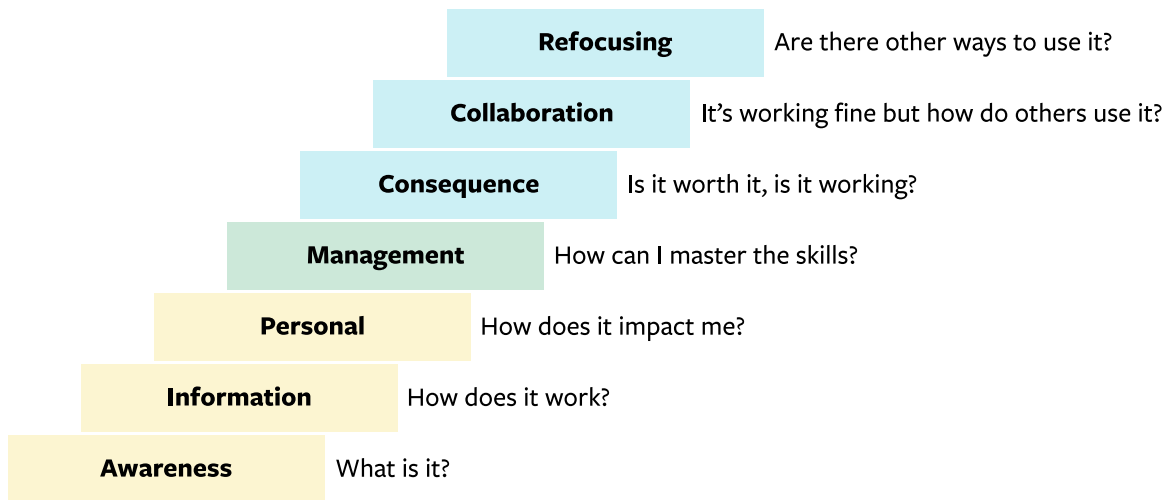 Refocusing Are there other ways to use it?
Collaboration It's working fine but how do others use it?
Consequence Is it worth it, is it working?
Management How can I master the skills?
Personal How does it impact me?
Information How does it work?
Awareness What is it?